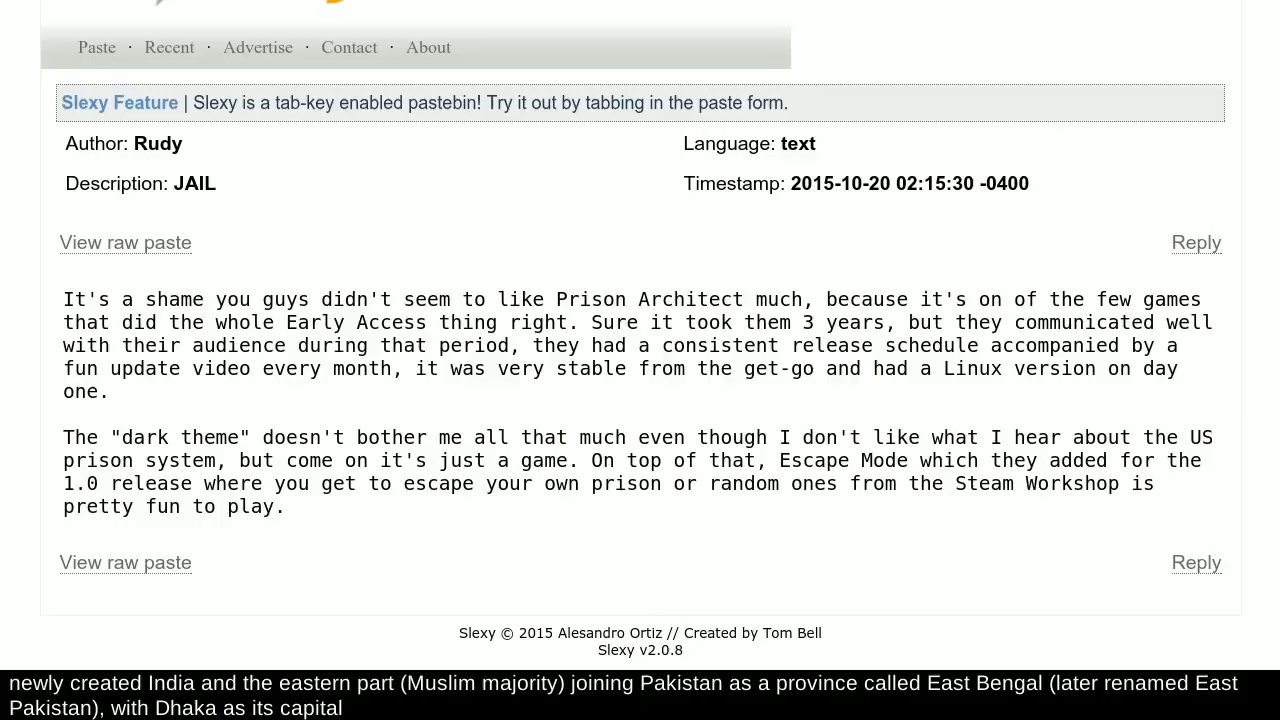 Paste · Recent · Advertise · Contact · About
Slexy Feature | Slexy is a tab-key enabled pastebin! Try it out by tabbing in the paste form.
Author: Rudy Language: text
Description: JAIL Timestamp: 2015-10-20 02:15:30 -0400
View raw paste Reply
It's a shame you guys didn't seem to like Prison Architect much, because it's on of the few games
that did the whole Early Access thing right. Sure it took them 3 years, but they communicated well
with their audience during that period, they had a consistent release schedule accompanied by a
fun update video every month, it was very stable from the get-go and had a Linux version on day
one.
The "dark theme" doesn't bother me all that much even though I don't like what I hear about the US
prison system, but come on it's just a game. On top of that, Escape Mode which they added for the
1.0 release where you get to escape your own prison or random ones from the Steam Workshop is
pretty fun to play.
View raw paste Reply
Slexy © 2015 Alesandro Ortiz // Created by Tom Bell
Slexy v2.0.8
newly created India and the eastern part (Muslim majority) joining Pakistan as a province called East Bengal (later renamed East
Pakistan), with Dhaka as its capital